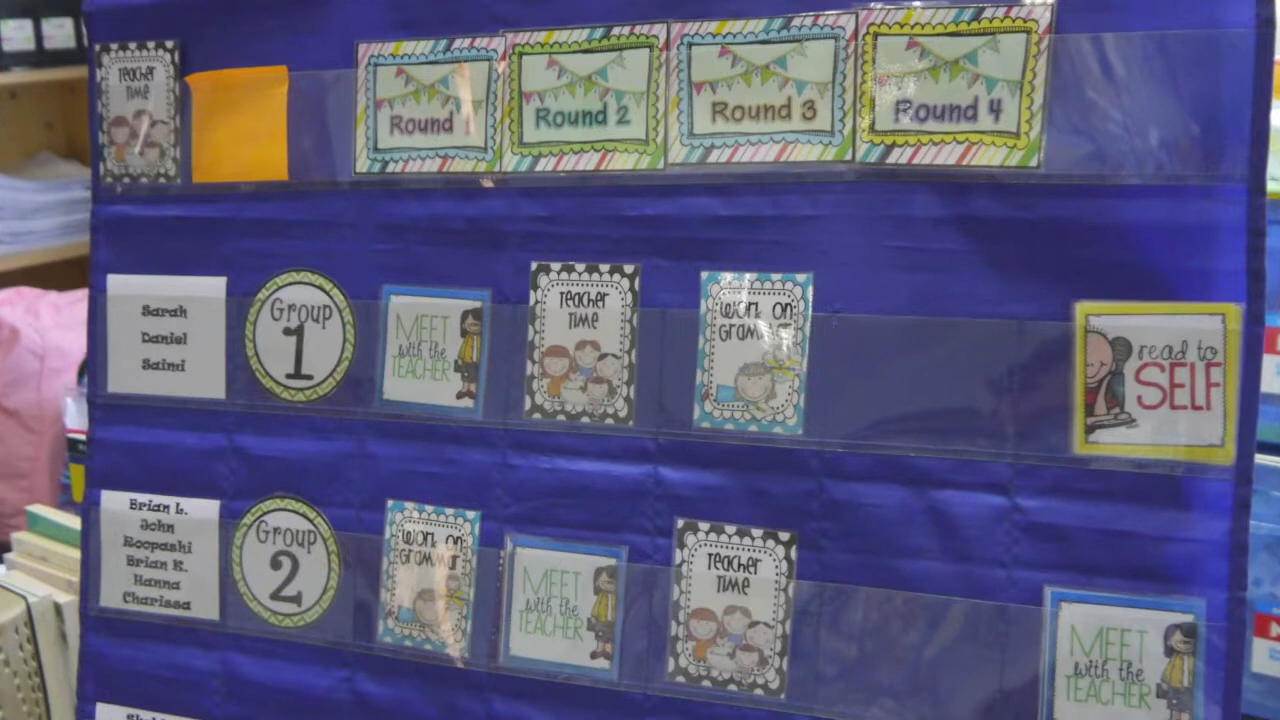 Teacher
Time
Round 1
Round 2
Round 3
Round 4
Sarah
Daniel
Saimi
Group
1
MEET
with the
TEACHER
Teacher
Time
Work on
Grammar
read to
SELF
Brian L.
John
Roopashi
Brian K.
Hanna
Charissa
Group
2
Work on
Grammar
MEET
with the
TEACHER
Teacher
Time
MEET
with the
TEACHER